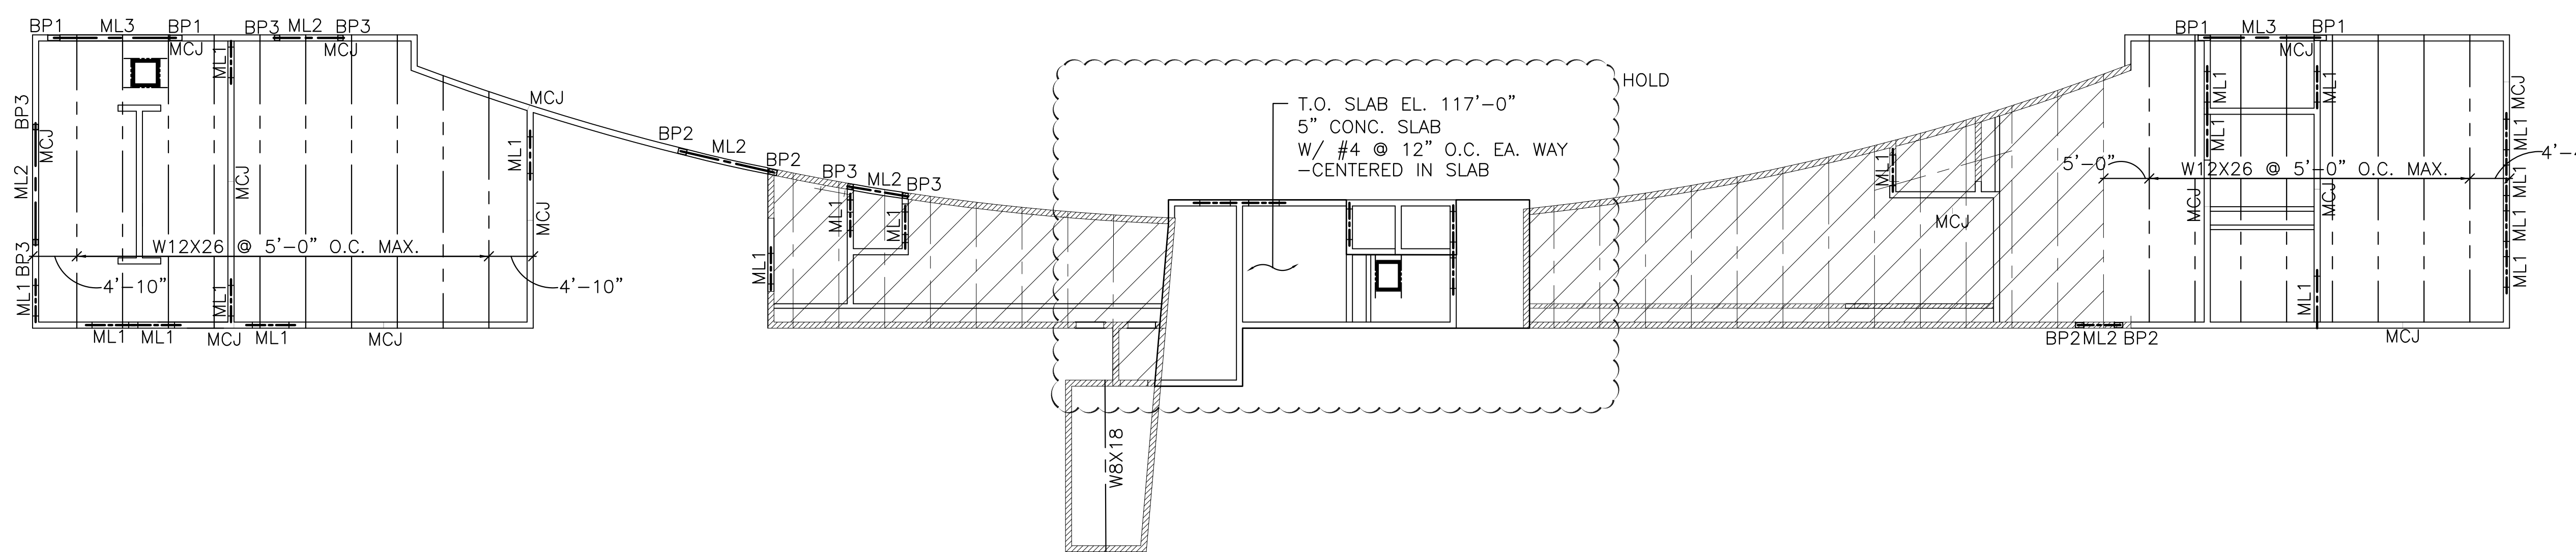 BP1
ML3
BP1
MCJ
ML1
BP3
ML2
BP3
MCJ
BP3
MCJ
ML2
BP3
ML1
MCJ
W12X26 @ 5'-0" O.C. MAX.
4'-10"
4'-10"
ML1
ML1
ML1
MCJ
ML1
MCJ
MCJ
ML1
MCJ
BP2
ML2
BP2
BP3
ML2
BP3
ML1
ML1
ML1
HOLD
T.O. SLAB EL. 117'-0"
5" CONC. SLAB
W/ #4 @ 12" O.C. EA. WAY
-CENTERED IN SLAB
W8X18
ML1
MCJ
BP1
ML3
BP1
MCJ
ML1
ML1
ML1
MCJ
ML1
ML1
ML1
ML1
5'-0"
W12X26 @ 5'-0" O.C. MAX.
MCJ
MCJ
ML1
BP2
ML2
BP2
MCJ